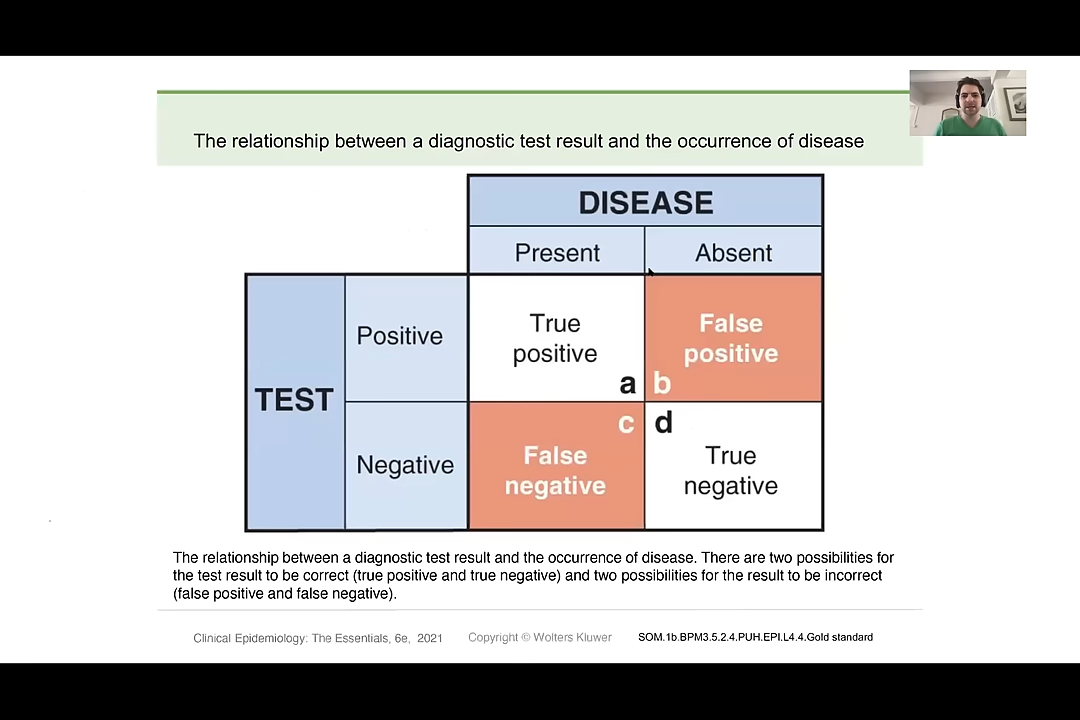 The relationship between a diagnostic test result and the occurrence of disease
DISEASE
Present Absent
TEST
Positive
True
positive
a
False
positive
b
Negative
False
negative
c
True
negative
d
The relationship between a diagnostic test result and the occurrence of disease. There are two possibilities for
the test result to be correct (true positive and true negative) and two possibilities for the result to be incorrect
(false positive and false negative).
Clinical Epidemiology: The Essentials, 6e, 2021 Copyright © Wolters Kluwer SOM.1b.BPM3.5.2.4.PUH.EPI.L4.4.Gold standard